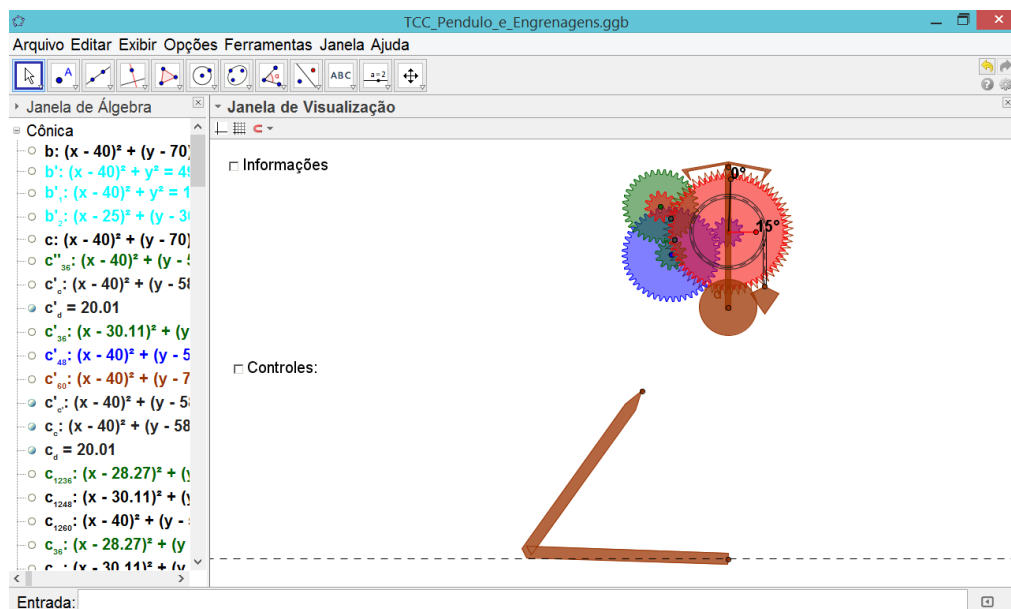 TCC_Pendulo_e_Engrenagens.ggb
Arquivo Editar Exibir Opções Ferramentas Janela Ajuda
A
α
ABC
a=2
Janela de Álgebra
Janela de Visualização
Cônica
b: (x - 40)² + (y - 70)
b': (x - 40)² + y² = 49
b'₁: (x - 40)² + y² = 1
b'₂: (x - 25)² + (y - 3
c: (x - 40)² + (y - 70)
c''₃₆: (x - 40)² + (y - 5
c'c: (x - 40)² + (y - 58
c'd = 20.01
c'₃₆: (x - 30.11)² + (y
c'₄₈: (x - 40)² + (y - 5
c'₆₀: (x - 40)² + (y - 7
c'c': (x - 40)² + (y - 58
cc: (x - 40)² + (y - 58
cd = 20.01
c₁₂₃₆: (x - 28.27)² + (y
c₁₂₄₈: (x - 30.11)² + (y
c₁₂₆₀: (x - 40)² + (y -
c₃₆: (x - 28.27)² + (y
Informações
0°
15°
Controles:
Entrada: